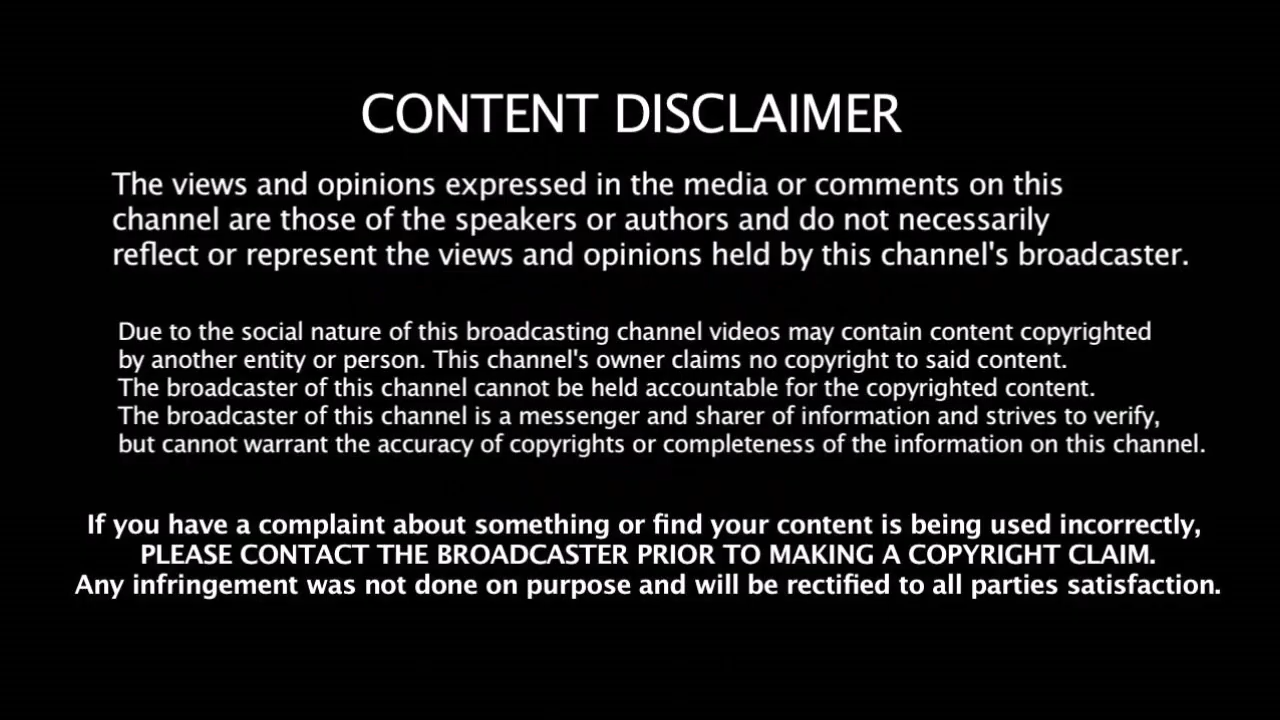 CONTENT DISCLAIMER
The views and opinions expressed in the media or comments on this
channel are those of the speakers or authors and do not necessarily
reflect or represent the views and opinions held by this channel's broadcaster.
Due to the social nature of this broadcasting channel videos may contain content copyrighted
by another entity or person. This channel's owner claims no copyright to said content.
The broadcaster of this channel cannot be held accountable for the copyrighted content.
The broadcaster of this channel is a messenger and sharer of information and strives to verify,
but cannot warrant the accuracy of copyrights or completeness of the information on this channel.
If you have a complaint about something or find your content is being used incorrectly,
PLEASE CONTACT THE BROADCASTER PRIOR TO MAKING A COPYRIGHT CLAIM.
Any infringement was not done on purpose and will be rectified to all parties satisfaction.